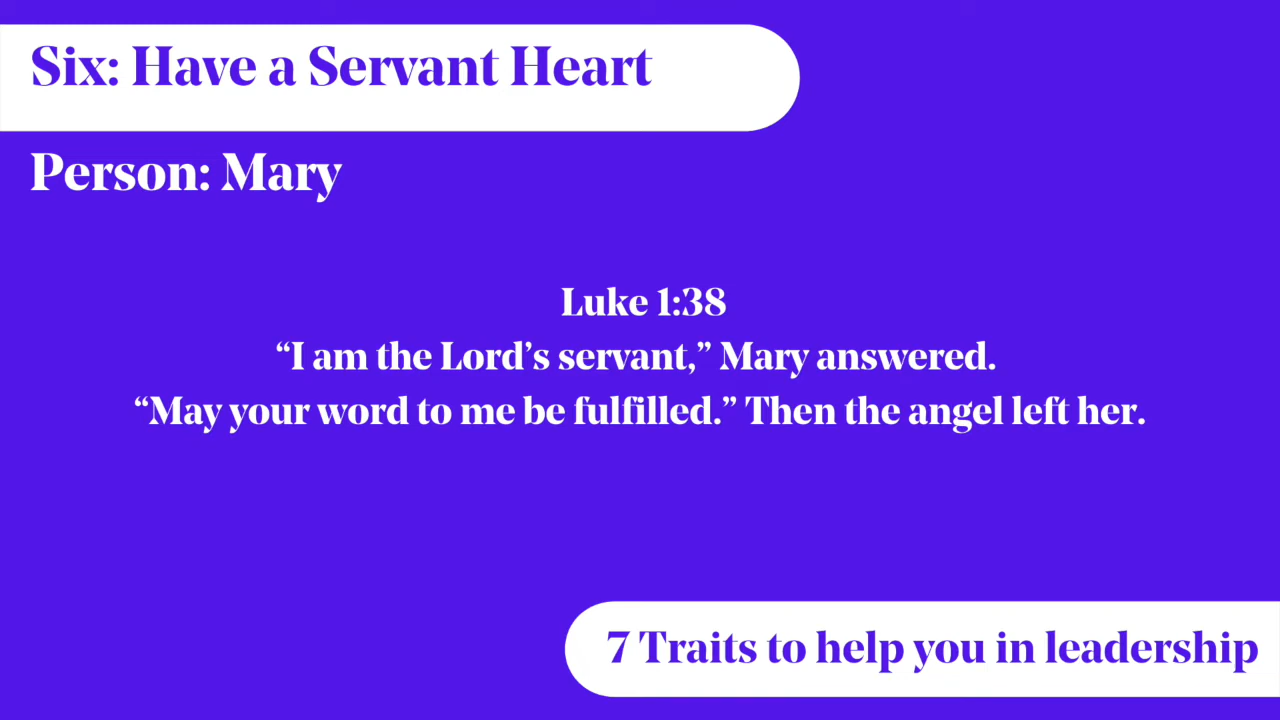 Six: Have a Servant Heart
Person: Mary
Luke 1:38
“I am the Lord’s servant,” Mary answered.
“May your word to me be fulfilled.” Then the angel left her.
7 Traits to help you in leadership